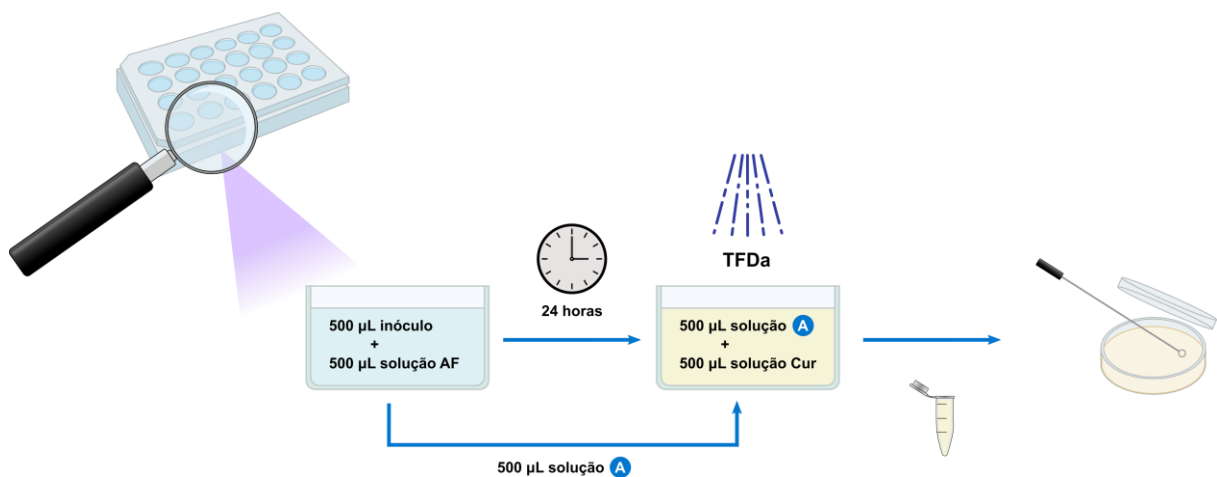 500 µL inóculo
+
500 µL solução AF
24 horas
TFDa
500 µL solução A
+
500 µL solução Cur
500 µL solução A